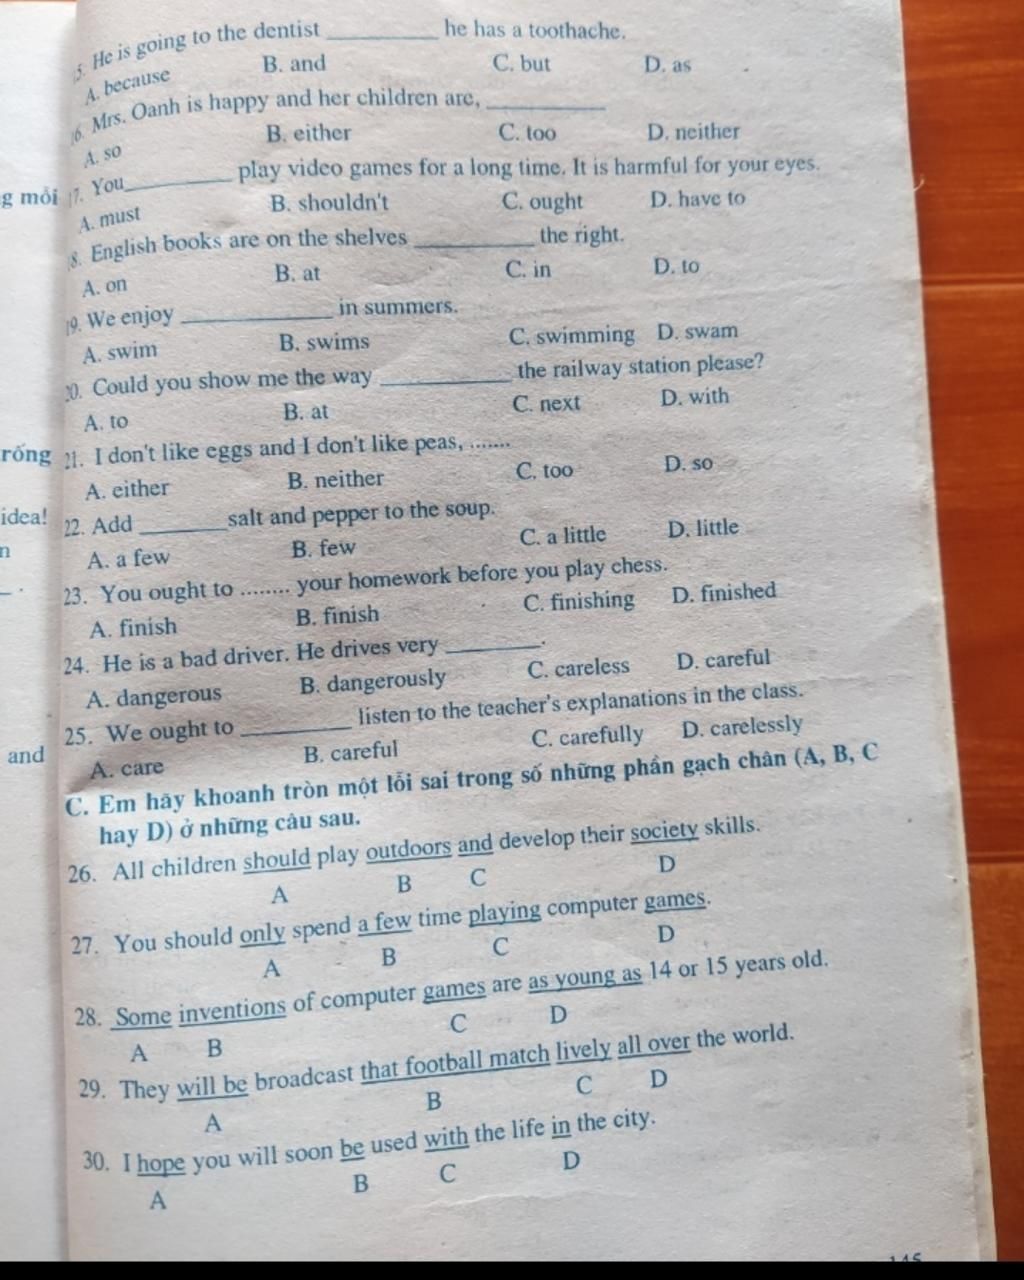 5. He is going to the dentist ________ he has a toothache.
A. because B. and C. but D. as
16. Mrs. Oanh is happy and her children are, ________
A. so B. either C. too D. neither
17. You ________ play video games for a long time. It is harmful for your eyes.
A. must B. shouldn't C. ought D. have to
8. English books are on the shelves ________ the right.
A. on B. at C. in D. to
19. We enjoy ________ in summers.
A. swim B. swims C. swimming D. swam
20. Could you show me the way ________ the railway station please?
A. to B. at C. next D. with
21. I don't like eggs and I don't like peas, .......
A. either B. neither C. too D. so
22. Add ________ salt and pepper to the soup.
A. a few B. few C. a little D. little
23. You ought to ........ your homework before you play chess.
A. finish B. finish C. finishing D. finished
24. He is a bad driver. He drives very ________.
A. dangerous B. dangerously C. careless D. careful
25. We ought to ________ listen to the teacher's explanations in the class.
A. care B. careful C. carefully D. carelessly
C. Em hãy khoanh tròn một lỗi sai trong số những phần gạch chân (A, B, C
hay D) ở những câu sau.
26. All children should play outdoors and develop their society skills.
A B C D
27. You should only spend a few time playing computer games.
A B C D
28. Some inventions of computer games are as young as 14 or 15 years old.
A B C D
29. They will be broadcast that football match lively all over the world.
A B C D
30. I hope you will soon be used with the life in the city.
A B C D
g mỗi
rống
idea!
n
and